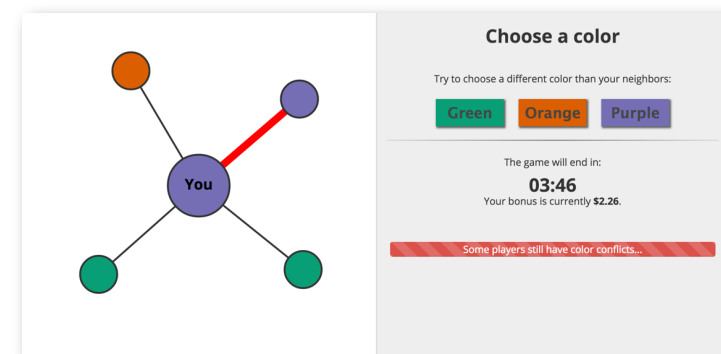 Choose a color
Try to choose a different color than your neighbors:
Green Orange Purple
You
The game will end in:
03:46
Your bonus is currently $2.26.
Some players still have color conflicts...